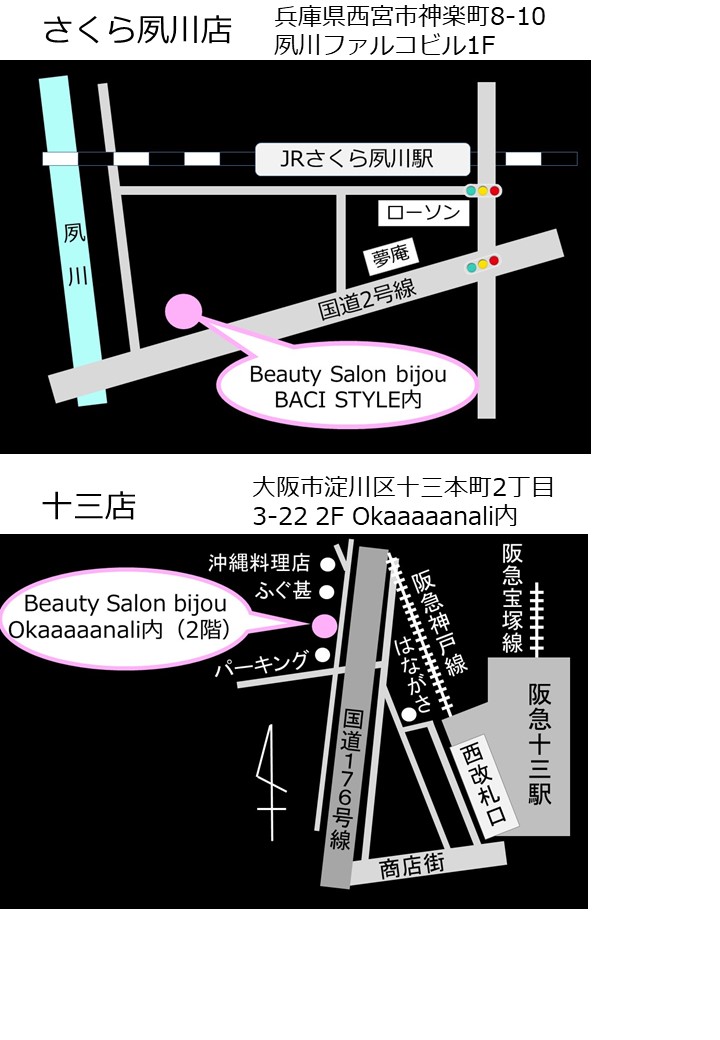 さくら夙川店
兵庫県西宮市神楽町8-10
夙川ファルコビル1F
JRさくら夙川駅
ローソン
夢庵
夙川
国道2号線
Beauty Salon bijou
BACI STYLE内
十三店
大阪市淀川区十三本町2丁目
3-22 2F Okaaaaanali内
沖縄料理店
ふぐ甚
Beauty Salon bijou
Okaaaaanali内（2階）
パーキング
阪急神戸線
はながさ
阪急宝塚線
阪急十三駅
西改札口
国道176号線
商店街